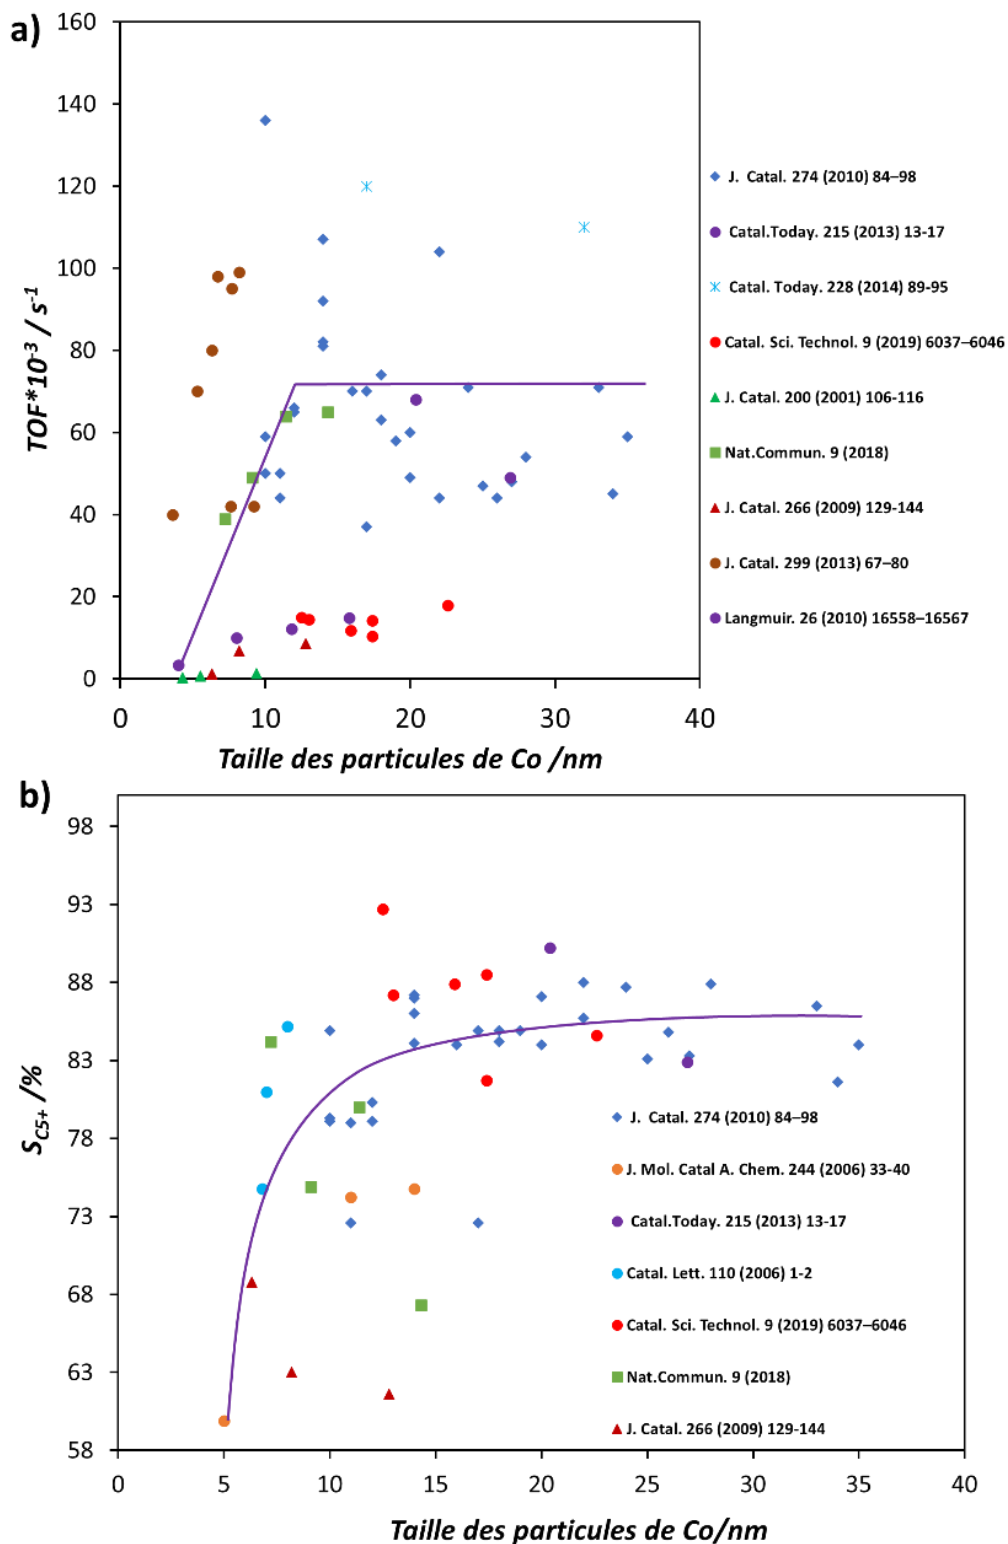 a)
160
140
120
100
80
60
40
20
0
TOF*10-3 / s-1
0 10 20 30 40
Taille des particules de Co /nm
J. Catal. 274 (2010) 84–98
Catal.Today. 215 (2013) 13-17
Catal. Today. 228 (2014) 89-95
Catal. Sci. Technol. 9 (2019) 6037–6046
J. Catal. 200 (2001) 106-116
Nat.Commun. 9 (2018)
J. Catal. 266 (2009) 129-144
J. Catal. 299 (2013) 67–80
Langmuir. 26 (2010) 16558–16567
b)
98
93
88
83
78
73
68
63
58
SC5+ /%
J. Catal. 274 (2010) 84–98
J. Mol. Catal A. Chem. 244 (2006) 33-40
Catal.Today. 215 (2013) 13-17
Catal. Lett. 110 (2006) 1-2
Catal. Sci. Technol. 9 (2019) 6037–6046
Nat.Commun. 9 (2018)
J. Catal. 266 (2009) 129-144
0 5 10 15 20 25 30 35 40
Taille des particules de Co/nm